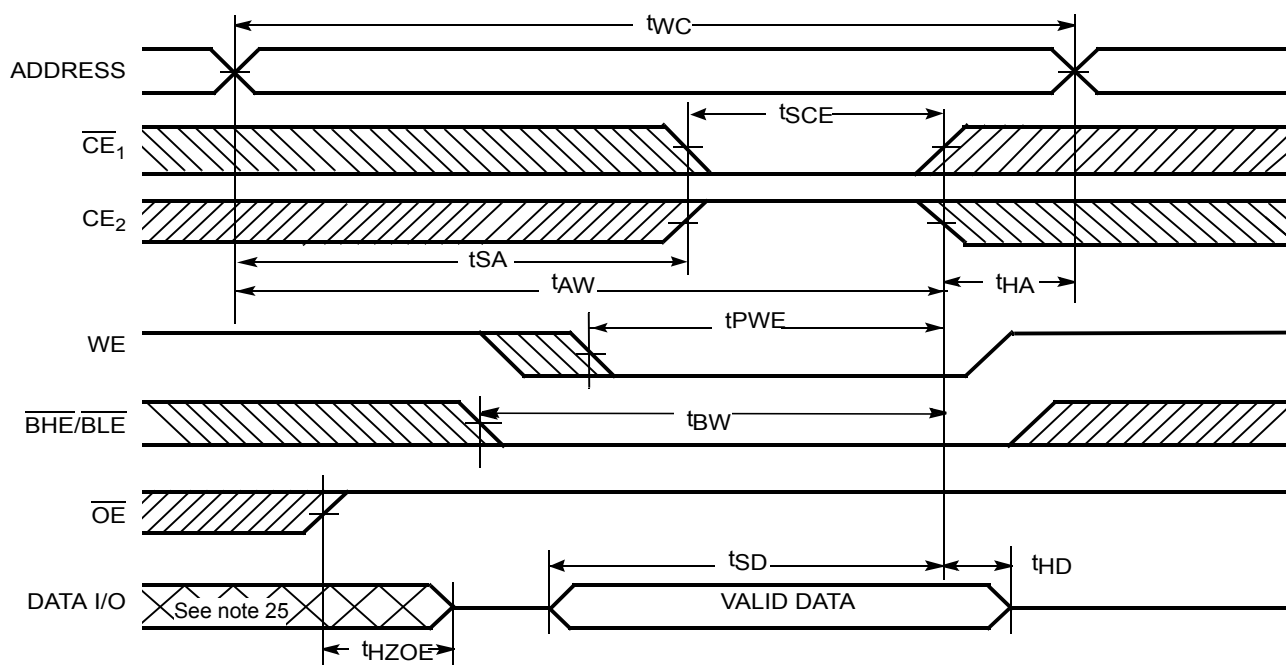 tWC
ADDRESS
tSCE
CE1
CE2
tSA
tAW
tHA
tPWE
WE
tBW
BHE/BLE
OE
tSD
tHD
DATA I/O
See note 25
VALID DATA
tHZOE